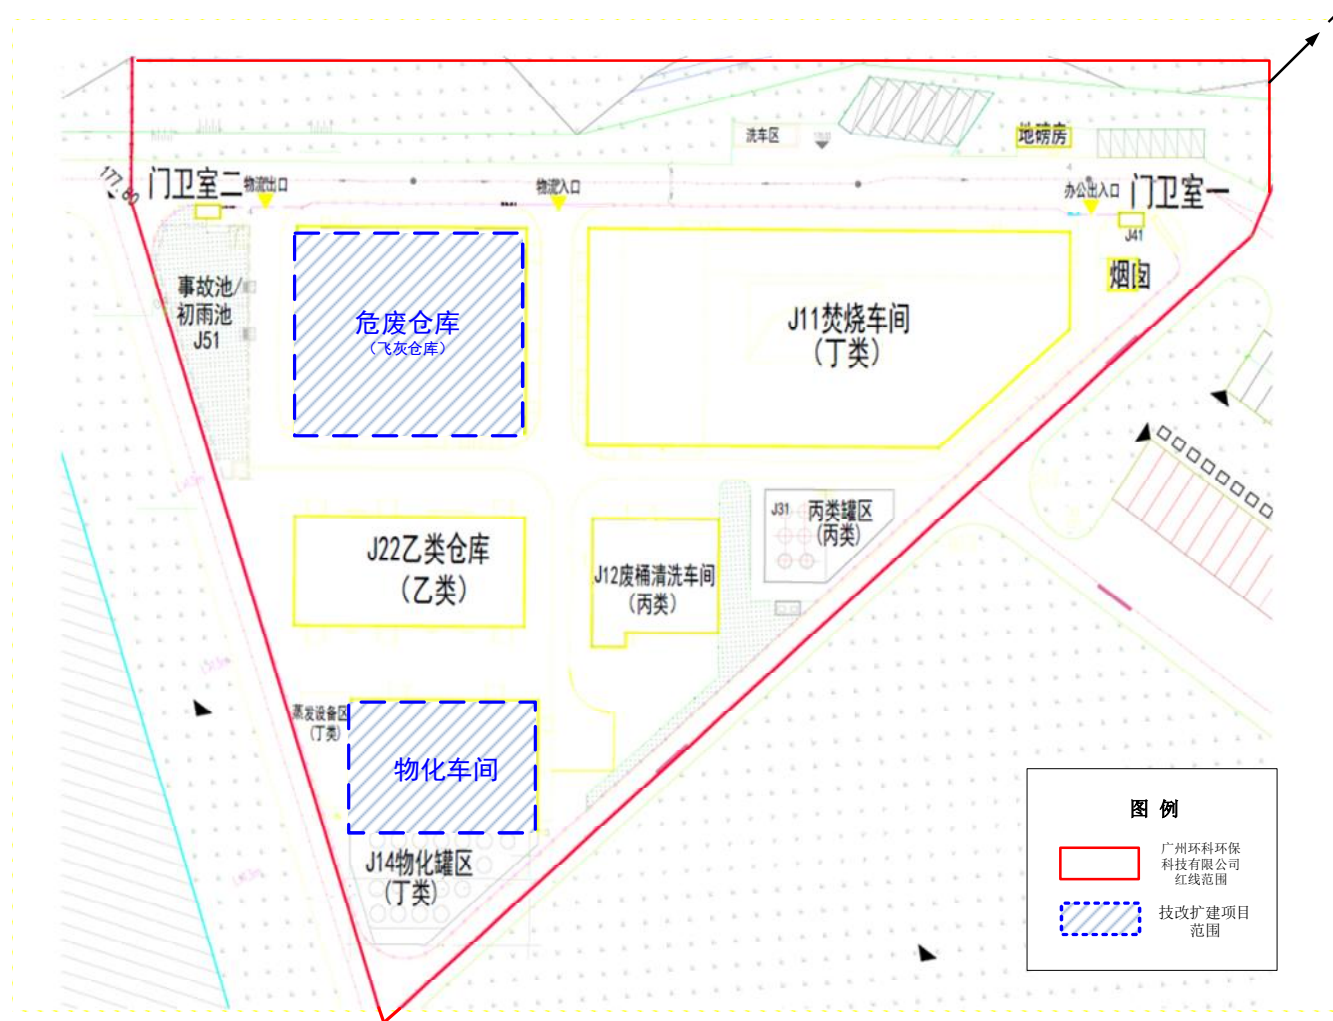 洗车区
地磅房
177.80
门卫室二
物流出口
物流入口
办公出入口
门卫室一
J41
烟囱
事故池/
初雨池
J51
危废仓库
（飞灰仓库）
J11焚烧车间
(丁类)
J22乙类仓库
(乙类)
J12废桶清洗车间
(丙类)
J31
丙类罐区
(丙类)
蒸发设备区
(丁类)
物化车间
J14物化罐区
(丁类)
图 例
广州环科环保
科技有限公司
红线范围
技改扩建项目
范围